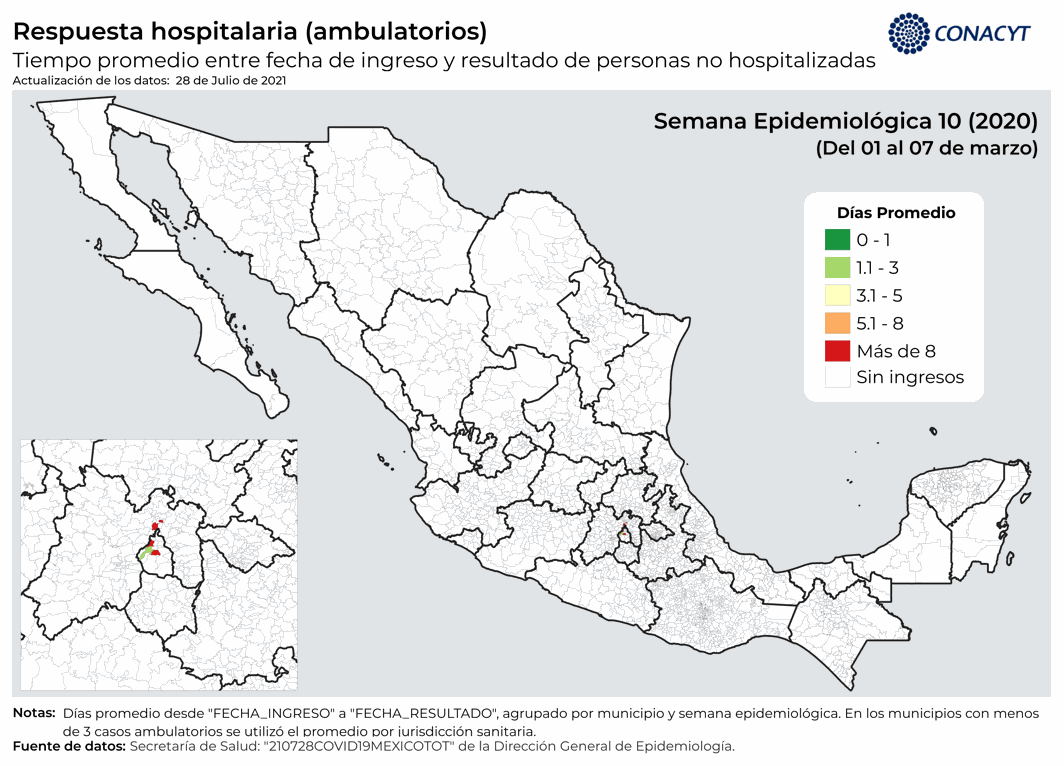 Respuesta hospitalaria (ambulatorios)
CONACYT
Tiempo promedio entre fecha de ingreso y resultado de personas no hospitalizadas
Actualización de los datos: 28 de Julio de 2021
Semana Epidemiológica 10 (2020)
(Del 01 al 07 de marzo)
Días Promedio
0 - 1
1.1 - 3
3.1 - 5
5.1 - 8
Más de 8
Sin ingresos
Notas: Días promedio desde "FECHA_INGRESO" a "FECHA_RESULTADO", agrupado por municipio y semana epidemiológica. En los municipios con menos
de 3 casos ambulatorios se utilizó el promedio por jurisdicción sanitaria.
Fuente de datos: Secretaría de Salud: "210728COVID19MEXICOTOT" de la Dirección General de Epidemiología.